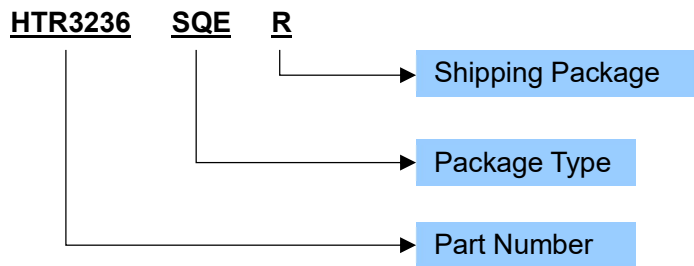 HTR3236 SQE R
Shipping Package
Package Type
Part Number